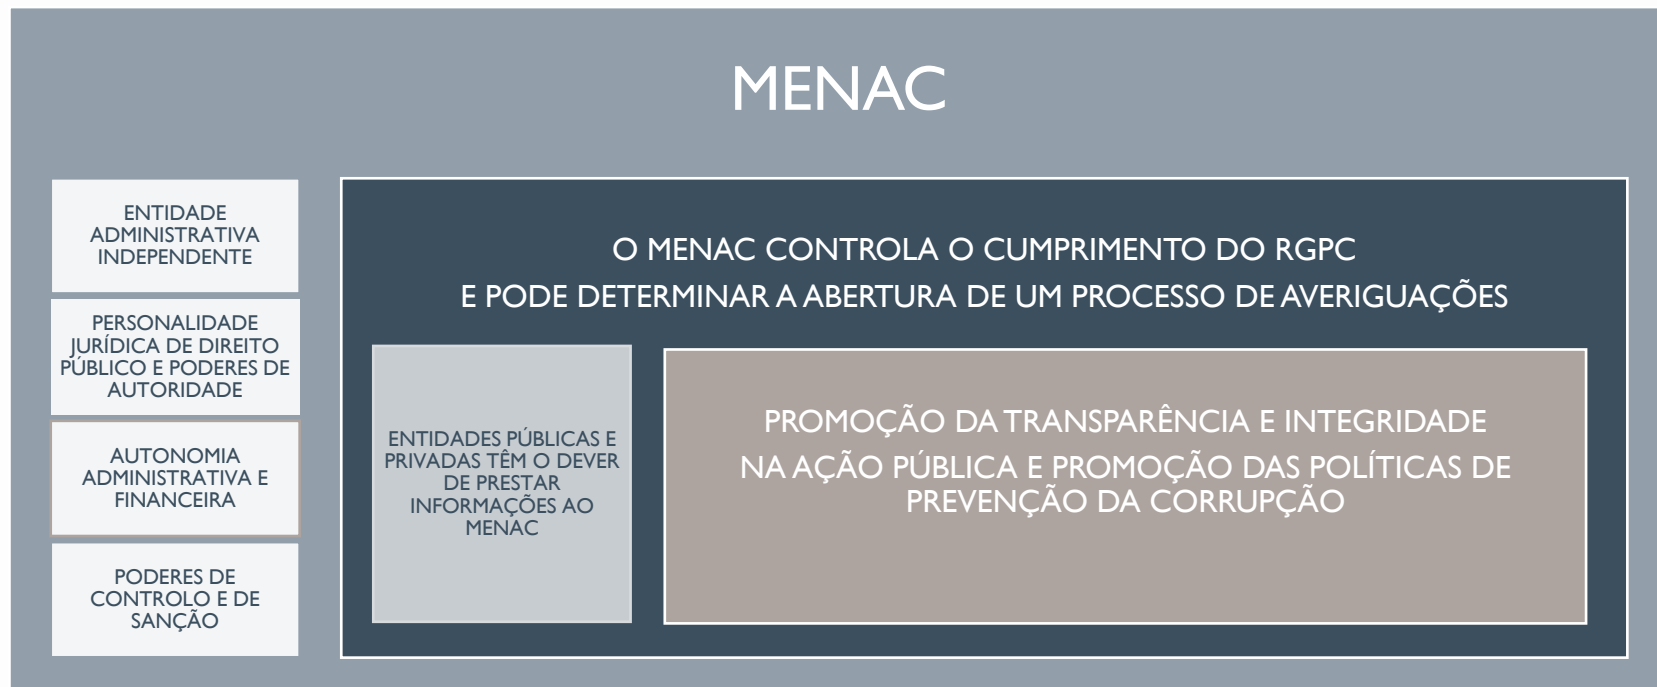 MENAC
ENTIDADE
ADMINISTRATIVA
INDEPENDENTE
PERSONALIDADE
JURÍDICA DE DIREITO
PÚBLICO E PODERES DE
AUTORIDADE
AUTONOMIA
ADMINISTRATIVA E
FINANCEIRA
PODERES DE
CONTROLO E DE
SANÇÃO
O MENAC CONTROLA O CUMPRIMENTO DO RGPC
E PODE DETERMINAR A ABERTURA DE UM PROCESSO DE AVERIGUAÇÕES
ENTIDADES PÚBLICAS E
PRIVADAS TÊM O DEVER
DE PRESTAR
INFORMAÇÕES AO
MENAC
PROMOÇÃO DA TRANSPARÊNCIA E INTEGRIDADE
NA AÇÃO PÚBLICA E PROMOÇÃO DAS POLÍTICAS DE
PREVENÇÃO DA CORRUPÇÃO